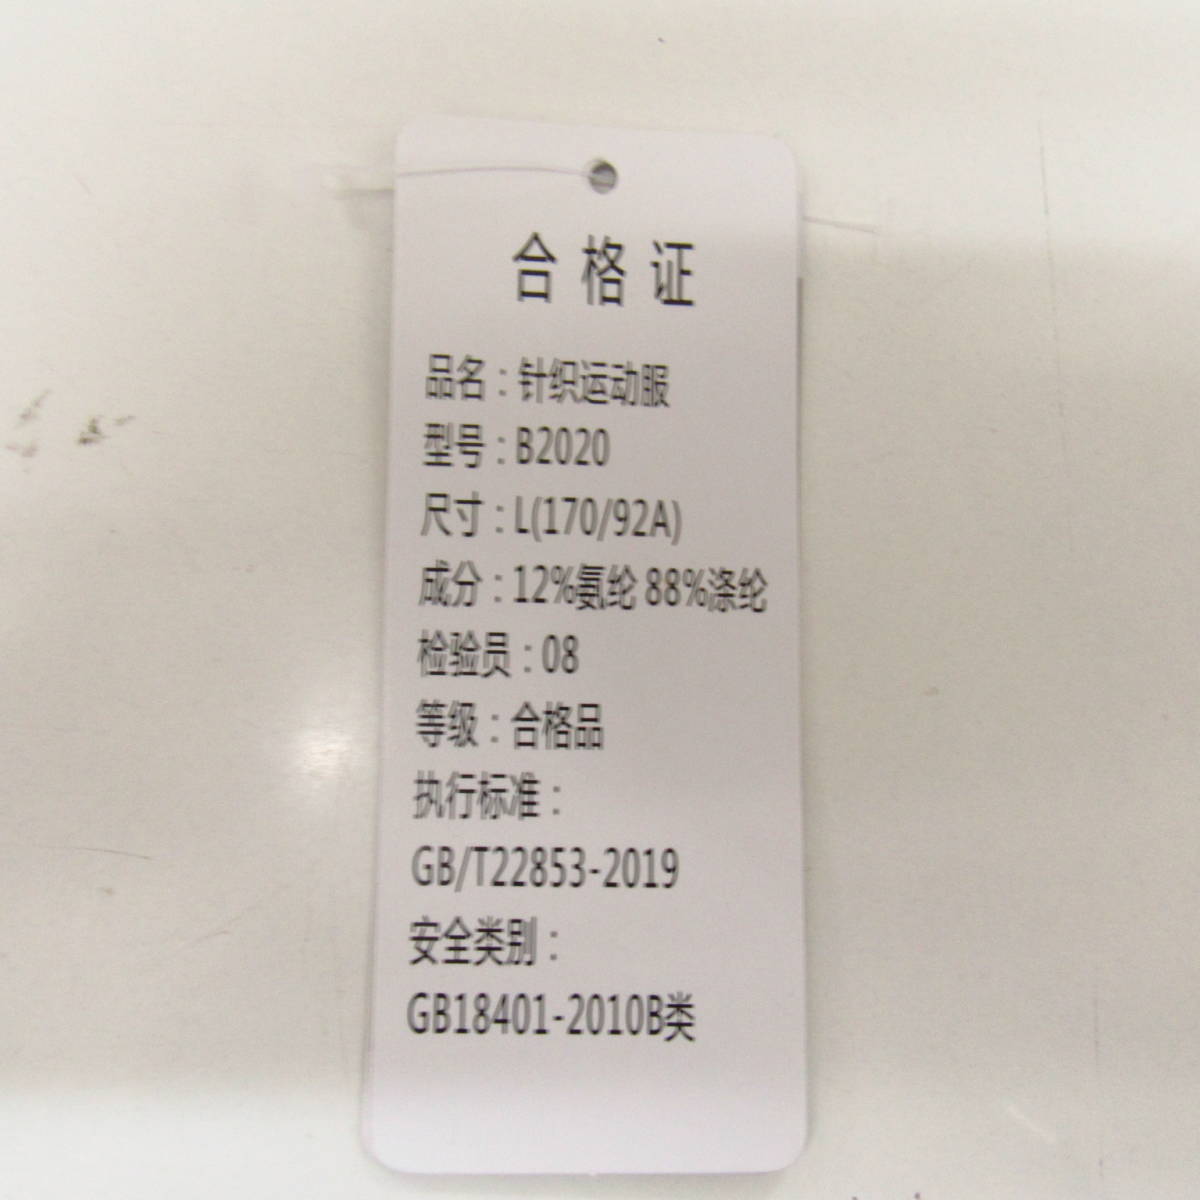 合格证
品名：针织运动服
型号：B2020
尺寸：L(170/92A)
成分：12%氨纶 88%涤纶
检验员：08
等级：合格品
执行标准：
GB/T22853-2019
安全类别：
GB18401-2010B类